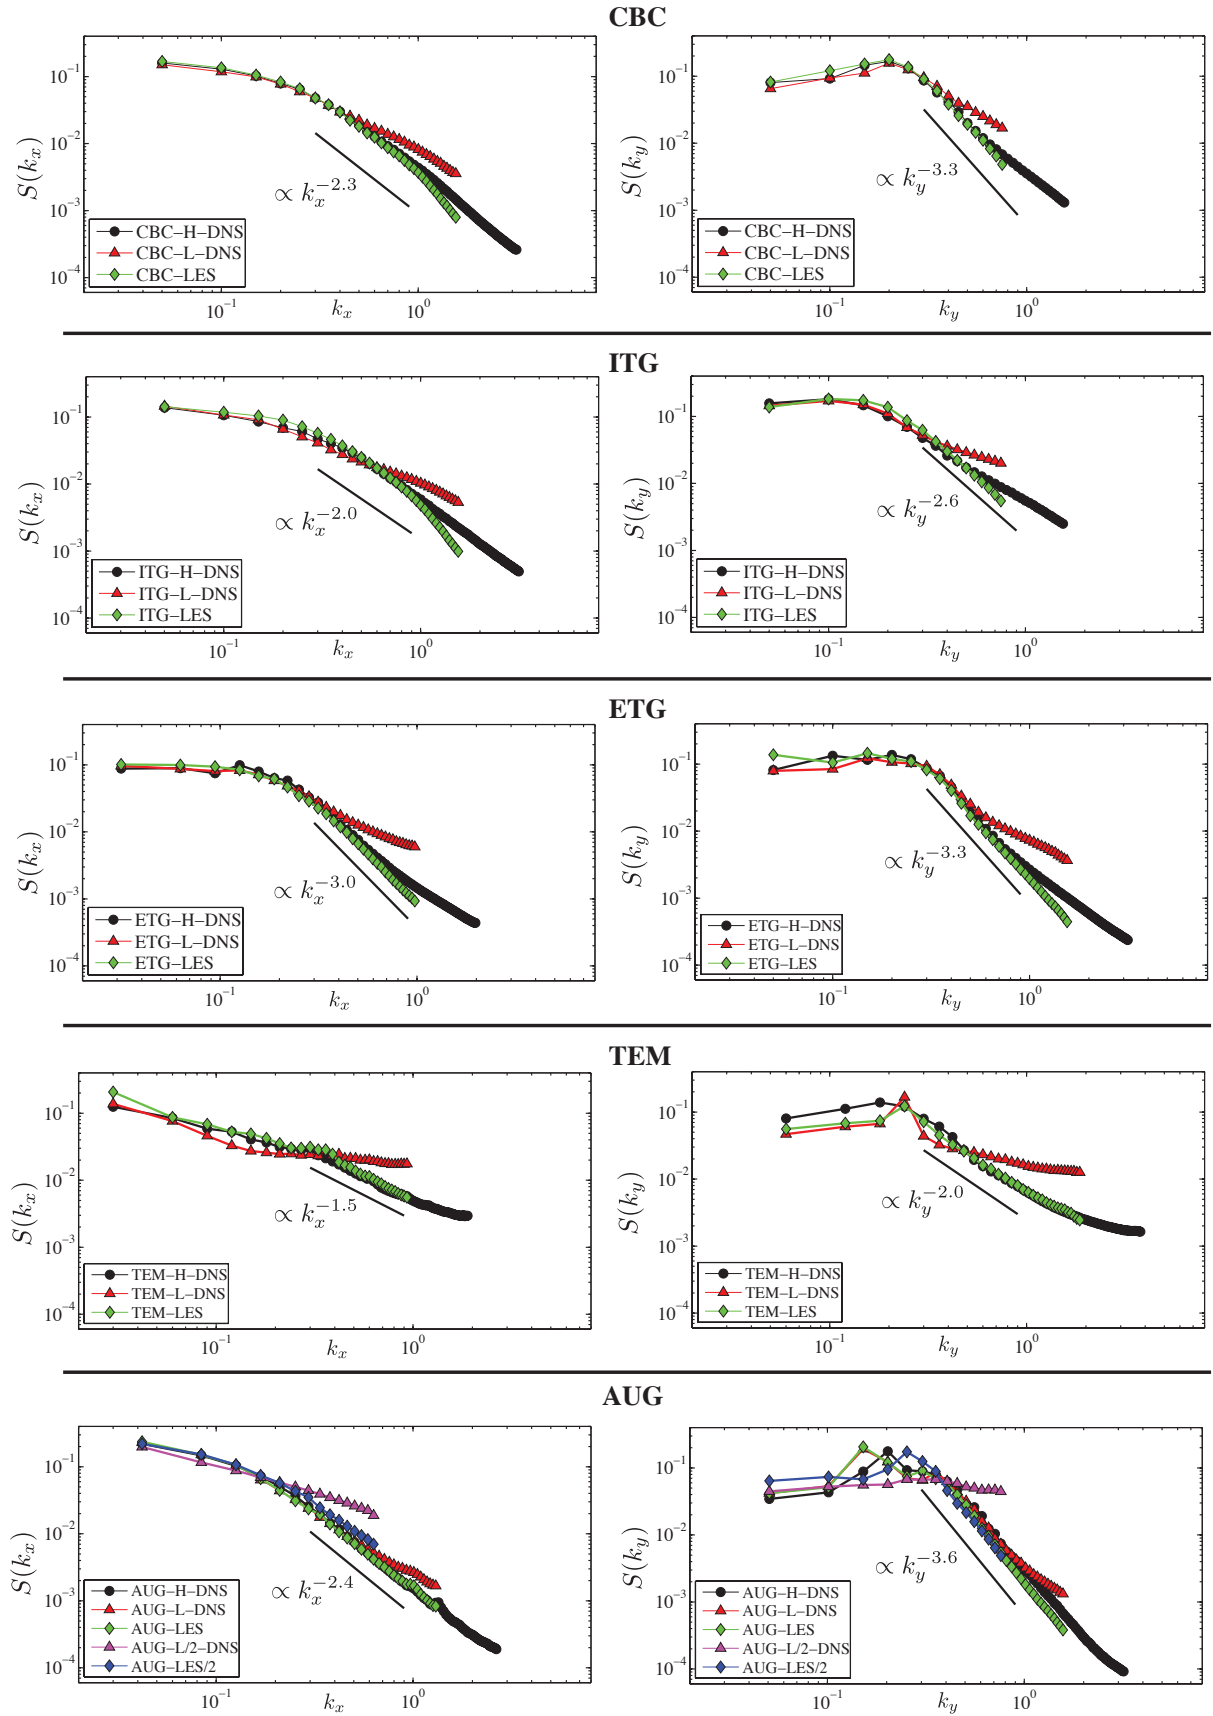 CBC
S(k_x)
10^{-1}
10^{-2}
10^{-3}
10^{-4}
∝ k_x^{-2.3}
CBC–H–DNS
CBC–L–DNS
CBC–LES
10^{-1} k_x 10^0
S(k_y)
10^{-1}
10^{-2}
10^{-3}
10^{-4}
∝ k_y^{-3.3}
CBC–H–DNS
CBC–L–DNS
CBC–LES
10^{-1} k_y 10^0
ITG
S(k_x)
10^{-1}
10^{-2}
10^{-3}
10^{-4}
∝ k_x^{-2.0}
ITG–H–DNS
ITG–L–DNS
ITG–LES
10^{-1} k_x 10^0
S(k_y)
10^{-1}
10^{-2}
10^{-3}
10^{-4}
∝ k_y^{-2.6}
ITG–H–DNS
ITG–L–DNS
ITG–LES
10^{-1} k_y 10^0
ETG
S(k_x)
10^{-1}
10^{-2}
10^{-3}
10^{-4}
∝ k_x^{-3.0}
ETG–H–DNS
ETG–L–DNS
ETG–LES
10^{-1} k_x 10^0
S(k_y)
10^{-1}
10^{-2}
10^{-3}
10^{-4}
∝ k_y^{-3.3}
ETG–H–DNS
ETG–L–DNS
ETG–LES
10^{-1} k_y 10^0
TEM
S(k_x)
10^{-1}
10^{-2}
10^{-3}
10^{-4}
∝ k_x^{-1.5}
TEM–H–DNS
TEM–L–DNS
TEM–LES
10^{-1} k_x 10^0
S(k_y)
10^{-1}
10^{-2}
10^{-3}
10^{-4}
∝ k_y^{-2.0}
TEM–H–DNS
TEM–L–DNS
TEM–LES
10^{-1} k_y 10^0
AUG
S(k_x)
10^{-1}
10^{-2}
10^{-3}
10^{-4}
∝ k_x^{-2.4}
AUG–H–DNS
AUG–L–DNS
AUG–LES
AUG–L/2–DNS
AUG–LES/2
10^{-1} k_x 10^0
S(k_y)
10^{-1}
10^{-2}
10^{-3}
10^{-4}
∝ k_y^{-3.6}
AUG–H–DNS
AUG–L–DNS
AUG–LES
AUG–L/2–DNS
AUG–LES/2
10^{-1} k_y 10^0